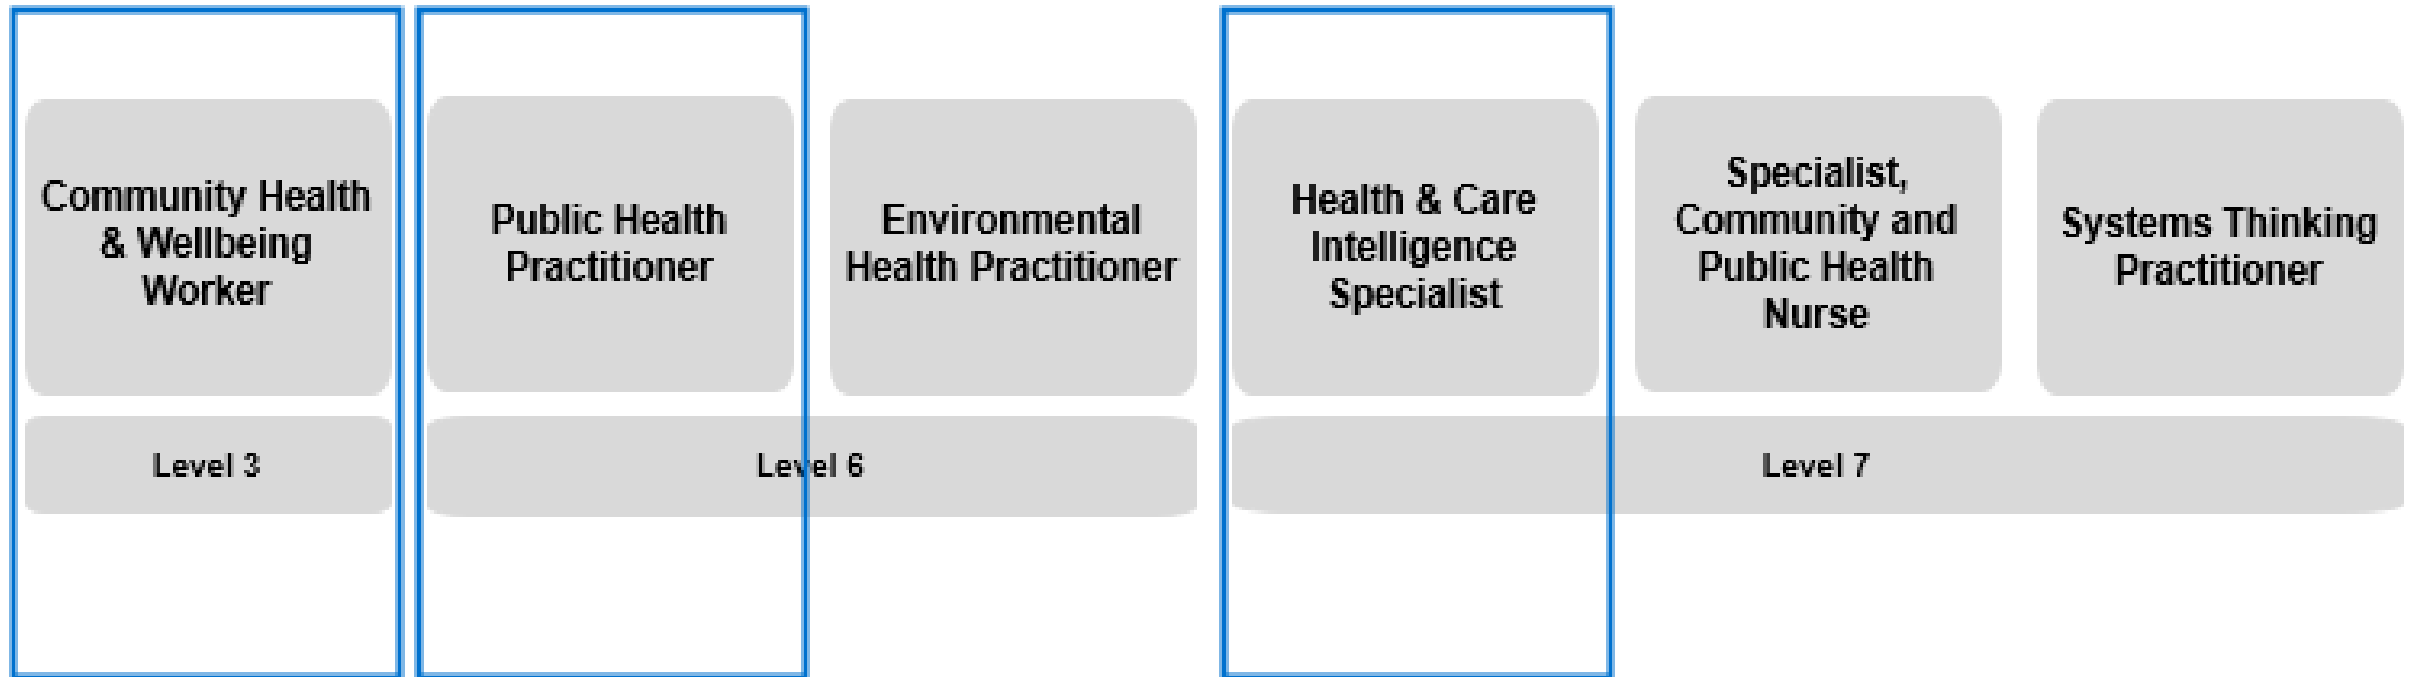 Community Health
& Wellbeing
Worker
Public Health
Practitioner
Environmental
Health Practitioner
Health & Care
Intelligence
Specialist
Specialist,
Community and
Public Health
Nurse
Systems Thinking
Practitioner
Level 3
Level 6
Level 7